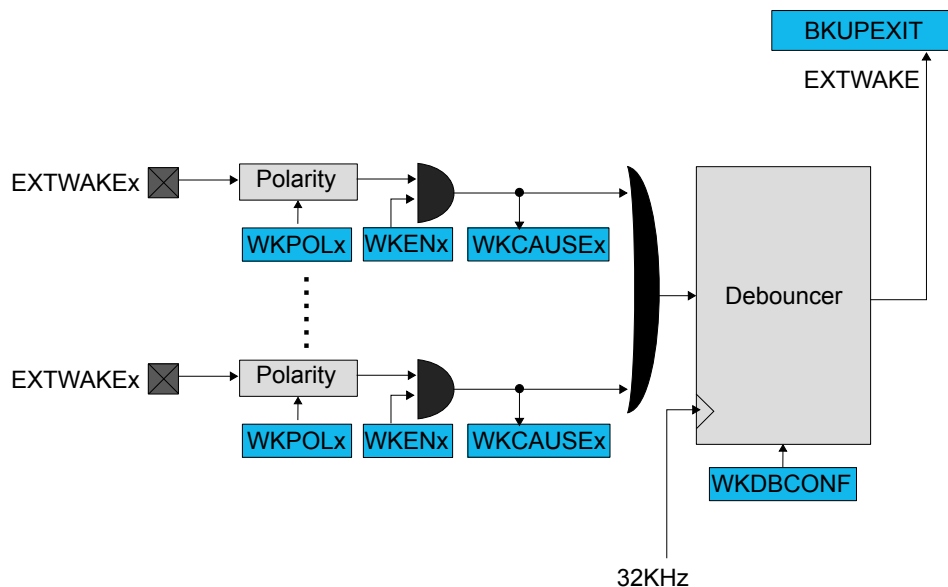 BKUPEXIT
EXTWAKE
EXTWAKEx
Polarity
WKPOLx
WKENx
WKCAUSEx
Debouncer
EXTWAKEx
Polarity
WKPOLx
WKENx
WKCAUSEx
WKDBCONF
32KHz